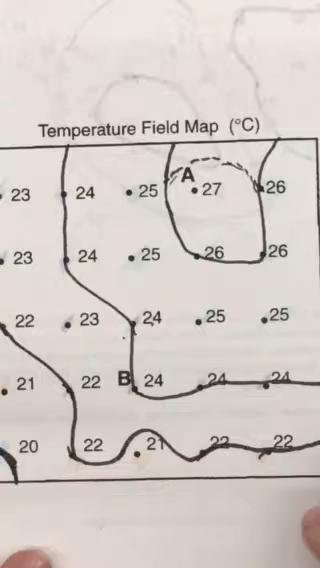 Temperature Field Map (°C)
A
23 24 25 27 26
23 24 25 26 26
22 23 24 25 25
21 22 B 24 24 24
20 22 21 22 22